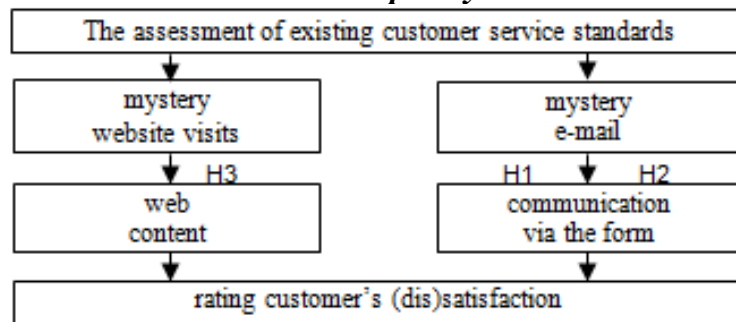 The assessment of existing customer service standards
mystery
website visits
mystery
e-mail
H3
H1
H2
web
content
communication
via the form
rating customer's (dis)satisfaction